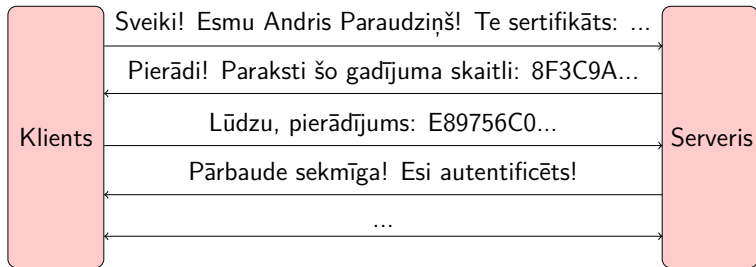 Sveiki! Esmu Andris Paraudziņš! Te sertifikāts: ...
Pierādi! Paraksti šo gadījuma skaitli: 8F3C9A...
Klients
Lūdzu, pierādījums: E89756C0...
Serveris
Pārbaude sekmīga! Esi autentificēts!
...